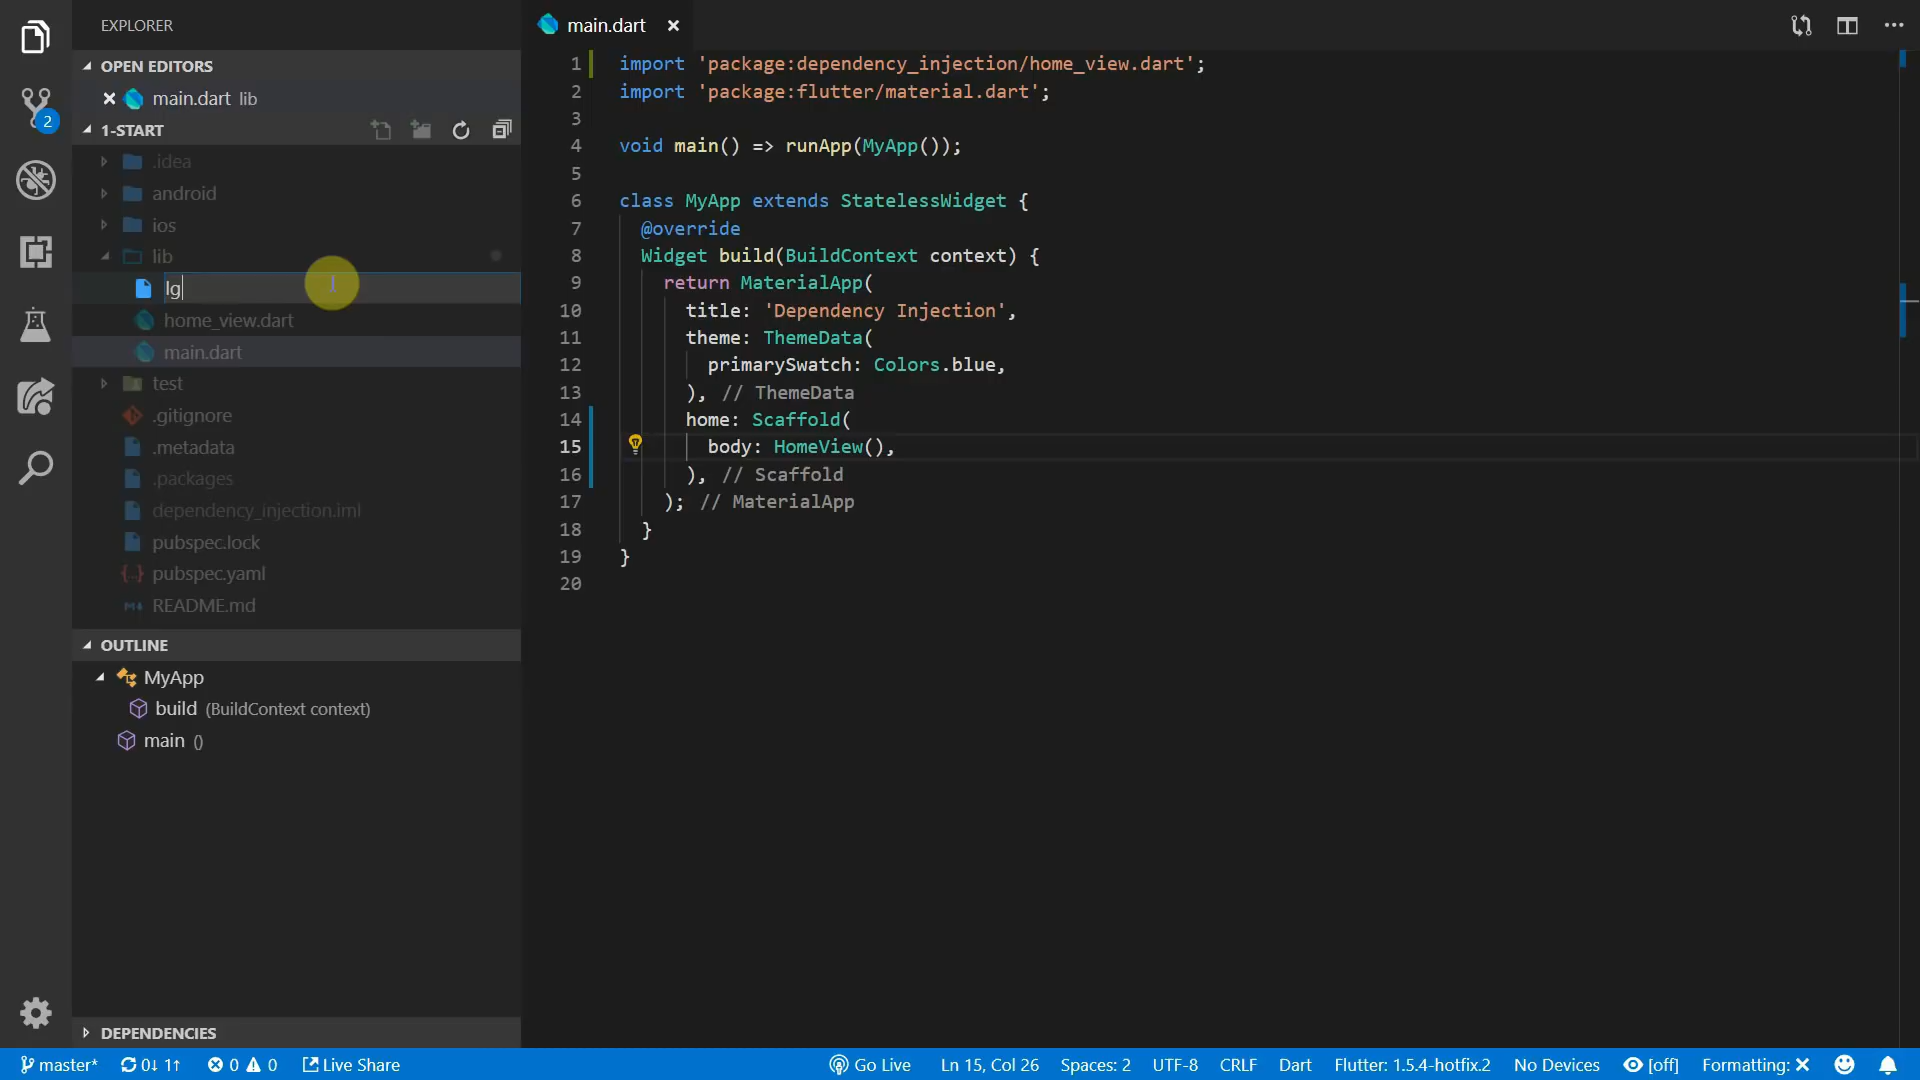 EXPLORER
OPEN EDITORS
main.dart lib
2
1-START
.idea
android
ios
lib
lg
home_view.dart
main.dart
test
.gitignore
.metadata
.packages
dependency_injection.iml
pubspec.lock
pubspec.yaml
README.md
OUTLINE
MyApp
build (BuildContext context)
main ()
DEPENDENCIES
main.dart
1 import 'package:dependency_injection/home_view.dart';
2 import 'package:flutter/material.dart';
3
4 void main() => runApp(MyApp());
5
6 class MyApp extends StatelessWidget {
7 @override
8 Widget build(BuildContext context) {
9 return MaterialApp(
10 title: 'Dependency Injection',
11 theme: ThemeData(
12 primarySwatch: Colors.blue,
13 ), // ThemeData
14 home: Scaffold(
15 body: HomeView(),
16 ), // Scaffold
17 ); // MaterialApp
18 }
19 }
20
master* 0↓ 1↑ 0 0 Live Share Go Live Ln 15, Col 26 Spaces: 2 UTF-8 CRLF Dart Flutter: 1.5.4-hotfix.2 No Devices [off] Formatting: ✕